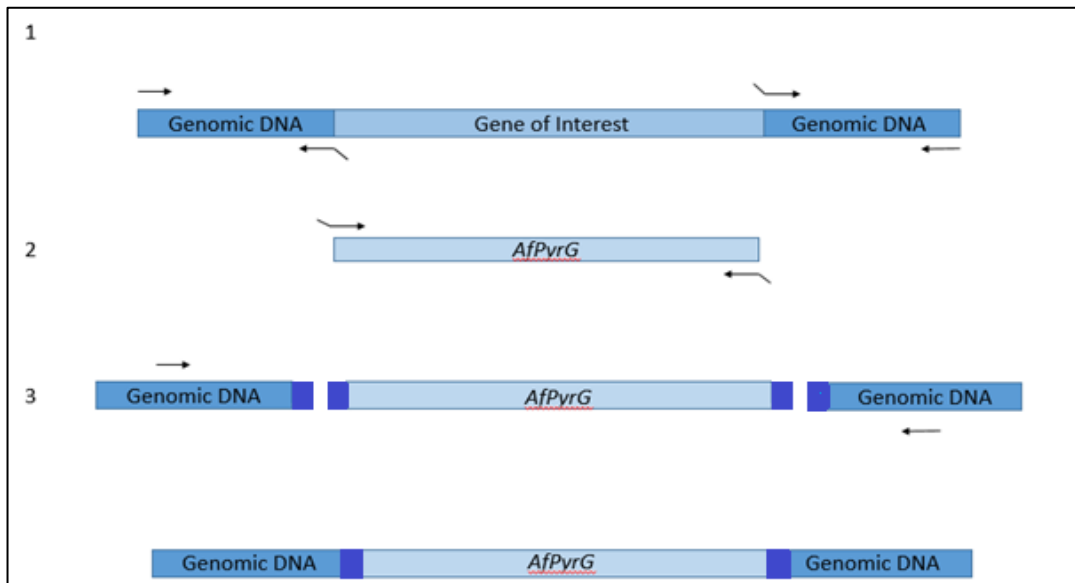 1
Genomic DNA Gene of Interest Genomic DNA
2
AfPyrG
3
Genomic DNA AfPyrG Genomic DNA
Genomic DNA AfPyrG Genomic DNA